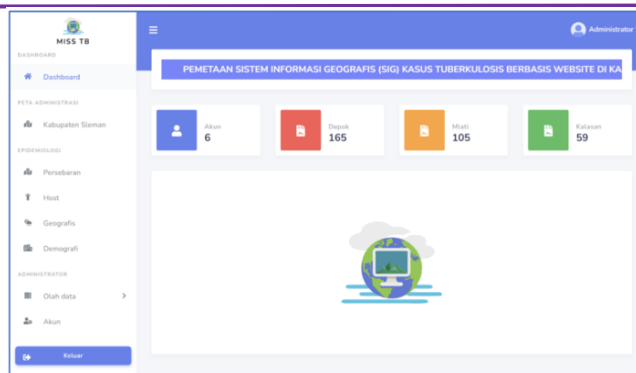 MISS TB
Administrator
DASHBOARD
PEMETAAN SISTEM INFORMASI GEOGRAFIS (SIG) KASUS TUBERKULOSIS BERBASIS WEBSITE DI KA
Dashboard
PETA ADMINISTRASI
Kabupaten Sleman
Akun
6
Depok
165
Mlati
105
Kalasan
59
EPIDEMIOLOGI
Persebaran
Host
Geografis
Demografi
ADMINISTRATOR
Olah data
Akun
Keluar